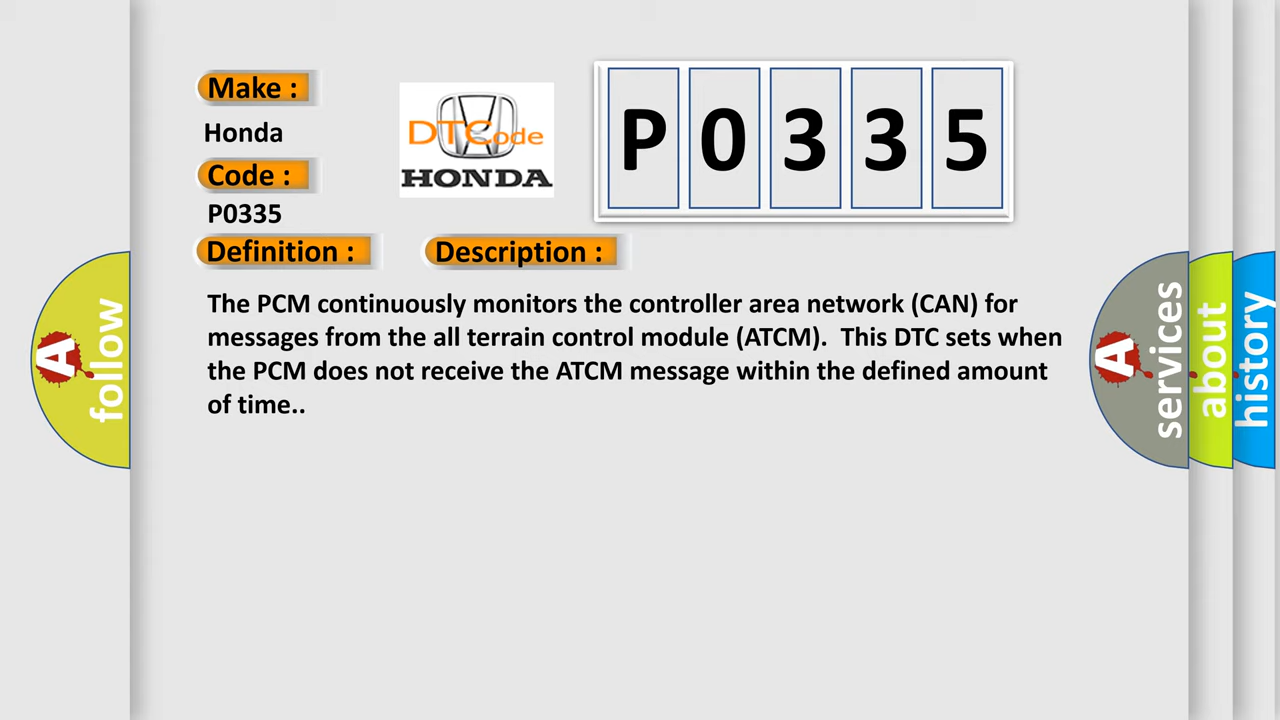 Make :
Honda
Code :
P0335
Definition :
Description :
DTCode
HONDA
P0335
The PCM continuously monitors the controller area network (CAN) for
messages from the all terrain control module (ATCM).  This DTC sets when
the PCM does not receive the ATCM message within the defined amount
of time..
A
follow
A
services
about
history